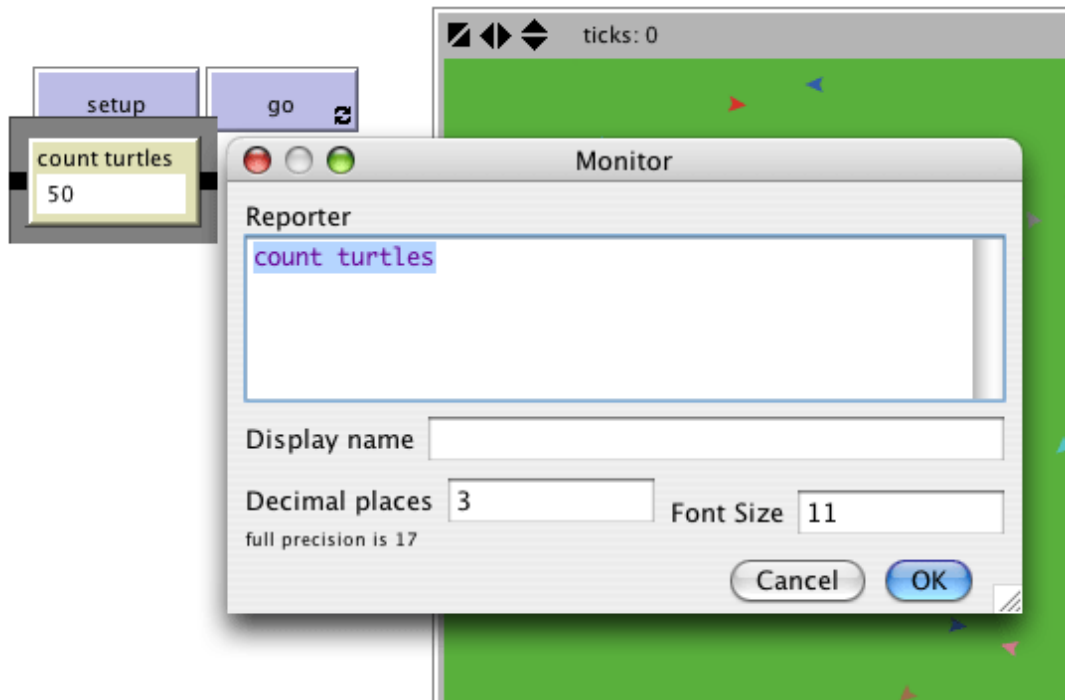 ticks: 0
setup
go
count turtles
50
Monitor
Reporter
count turtles
Display name
Decimal places 3
full precision is 17
Font Size 11
Cancel
OK